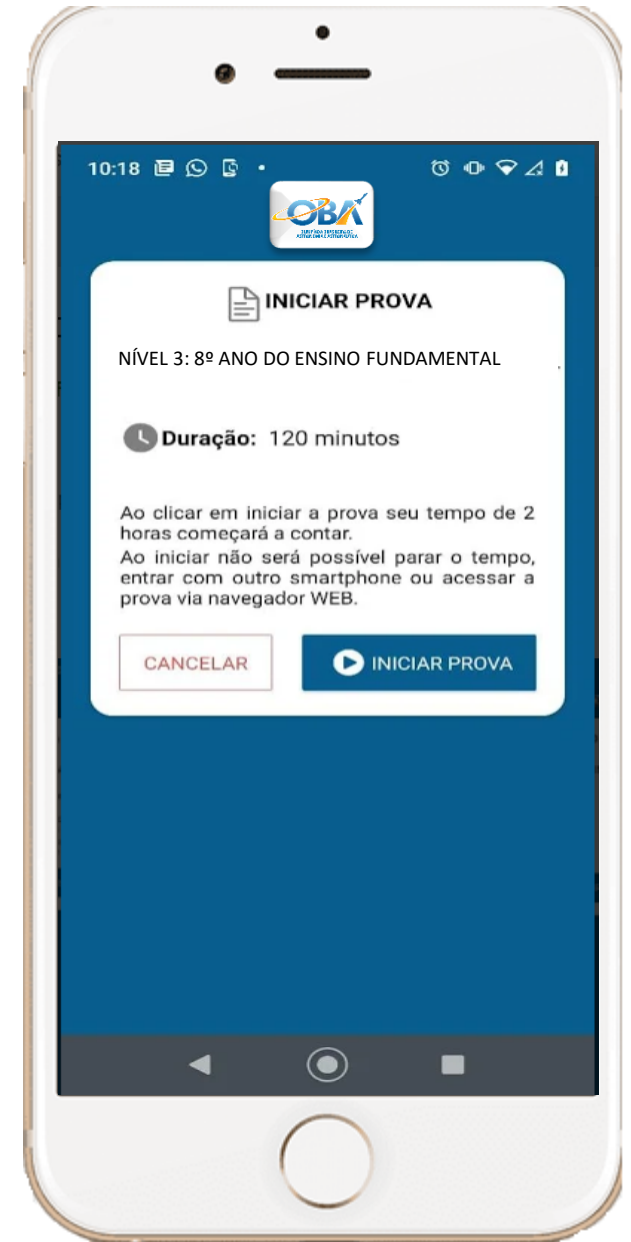 10:18
OBA
INICIAR PROVA
NÍVEL 3: 8º ANO DO ENSINO FUNDAMENTAL
Duração: 120 minutos
Ao clicar em iniciar a prova seu tempo de 2
horas começará a contar.
Ao iniciar não será possível parar o tempo,
entrar com outro smartphone ou acessar a
prova via navegador WEB.
CANCELAR
INICIAR PROVA